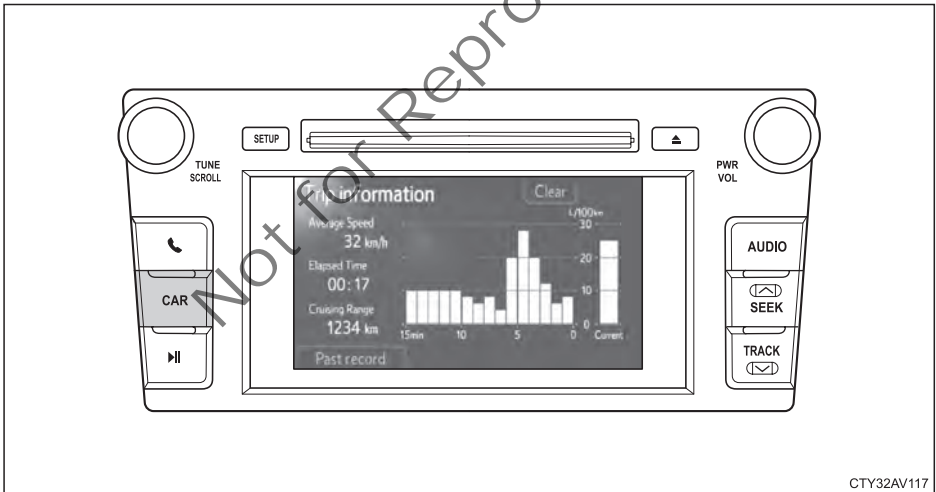 Not for Repro
SETUP
TUNE
SCROLL
PWR
VOL
CAR
AUDIO
SEEK
TRACK
Trip information
Clear
Average Speed
32 km/h
Elapsed Time
00:17
Cruising Range
1234 km
Past record
L/100km
30
20
10
0
15min 10 5 0 Current
CTY32AV117